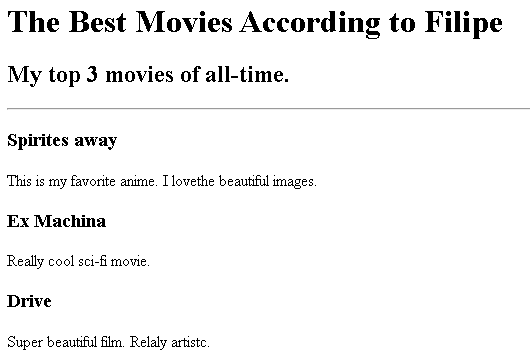 The Best Movies According to Filipe
My top 3 movies of all-time.
Spirites away
This is my favorite anime. I lovethe beautiful images.
Ex Machina
Really cool sci-fi movie.
Drive
Super beautiful film. Relaly artistc.